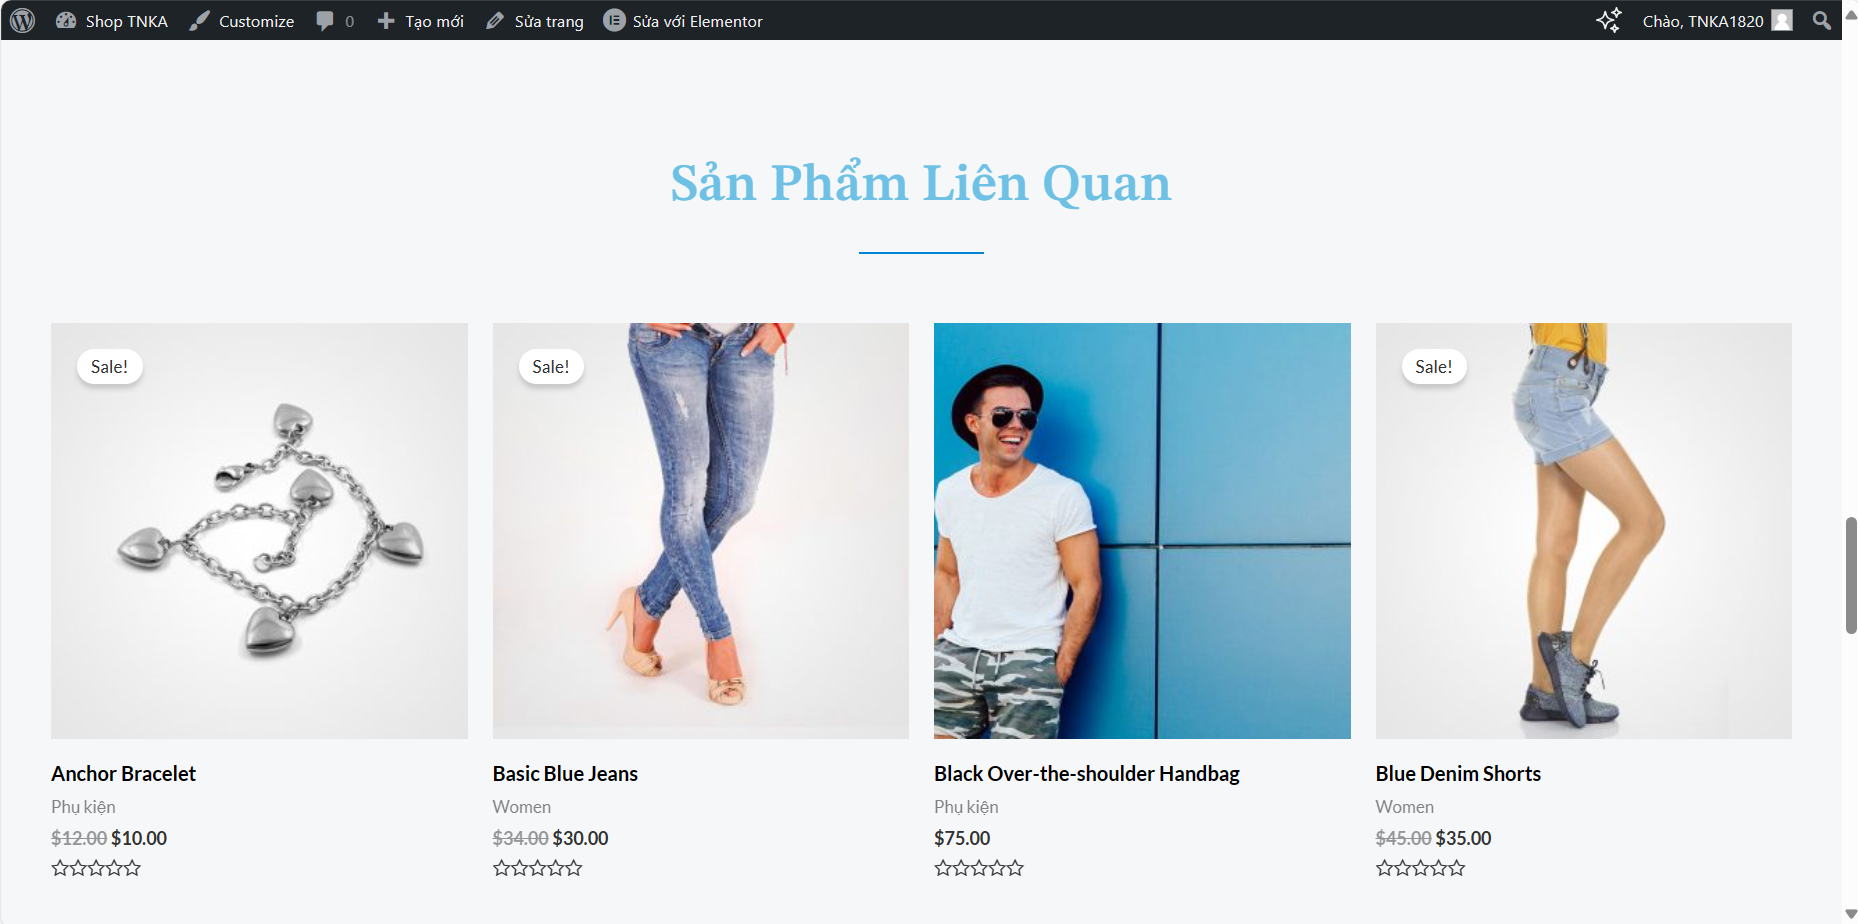 Shop TNKA Customize 0 Tạo mới Sửa trang Sửa với Elementor Chào, TNKA1820
Sản Phẩm Liên Quan
Sale! Sale! Sale!
Anchor Bracelet Basic Blue Jeans Black Over-the-shoulder Handbag Blue Denim Shorts
Phụ kiện Women Phụ kiện Women
$12.00 $10.00 $34.00 $30.00 $75.00 $45.00 $35.00